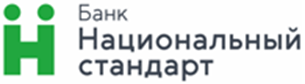 Банк
Национальный
стандарт